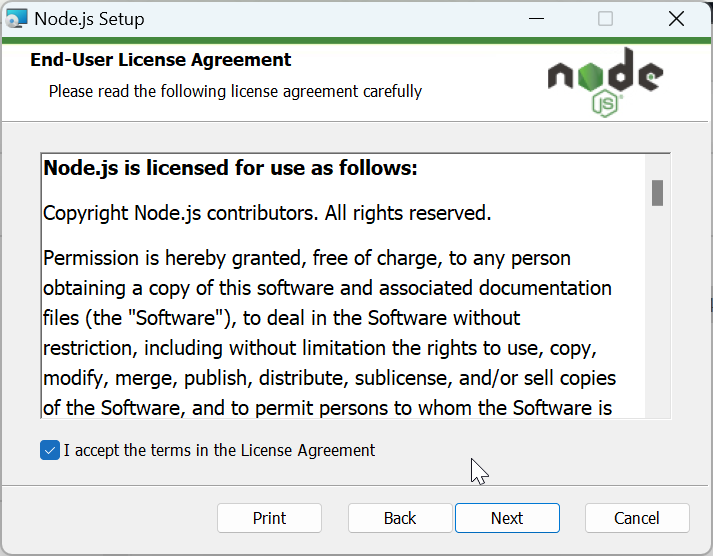 Node.js Setup
End-User License Agreement
Please read the following license agreement carefully
node
JS
Node.js is licensed for use as follows:
Copyright Node.js contributors. All rights reserved.
Permission is hereby granted, free of charge, to any person
obtaining a copy of this software and associated documentation
files (the "Software"), to deal in the Software without
restriction, including without limitation the rights to use, copy,
modify, merge, publish, distribute, sublicense, and/or sell copies
of the Software, and to permit persons to whom the Software is
I accept the terms in the License Agreement
Print
Back
Next
Cancel